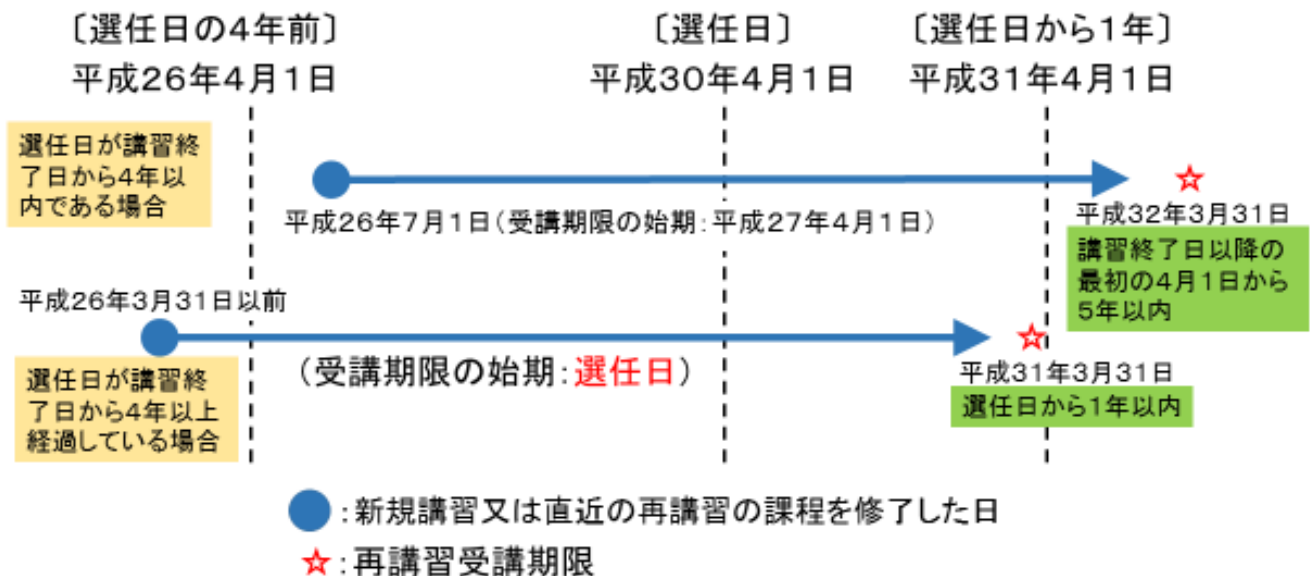 〔選任日の4年前〕
平成26年4月1日
〔選任日〕
平成30年4月1日
〔選任日から1年〕
平成31年4月1日
選任日が講習終
了日から4年以
内である場合
平成26年7月1日(受講期限の始期:平成27年4月1日)
平成32年3月31日
講習終了日以降の
最初の4月1日から
5年以内
平成26年3月31日以前
選任日が講習終
了日から4年以上
経過している場合
(受講期限の始期:選任日)
平成31年3月31日
選任日から1年以内
:新規講習又は直近の再講習の課程を修了した日
:再講習受講期限